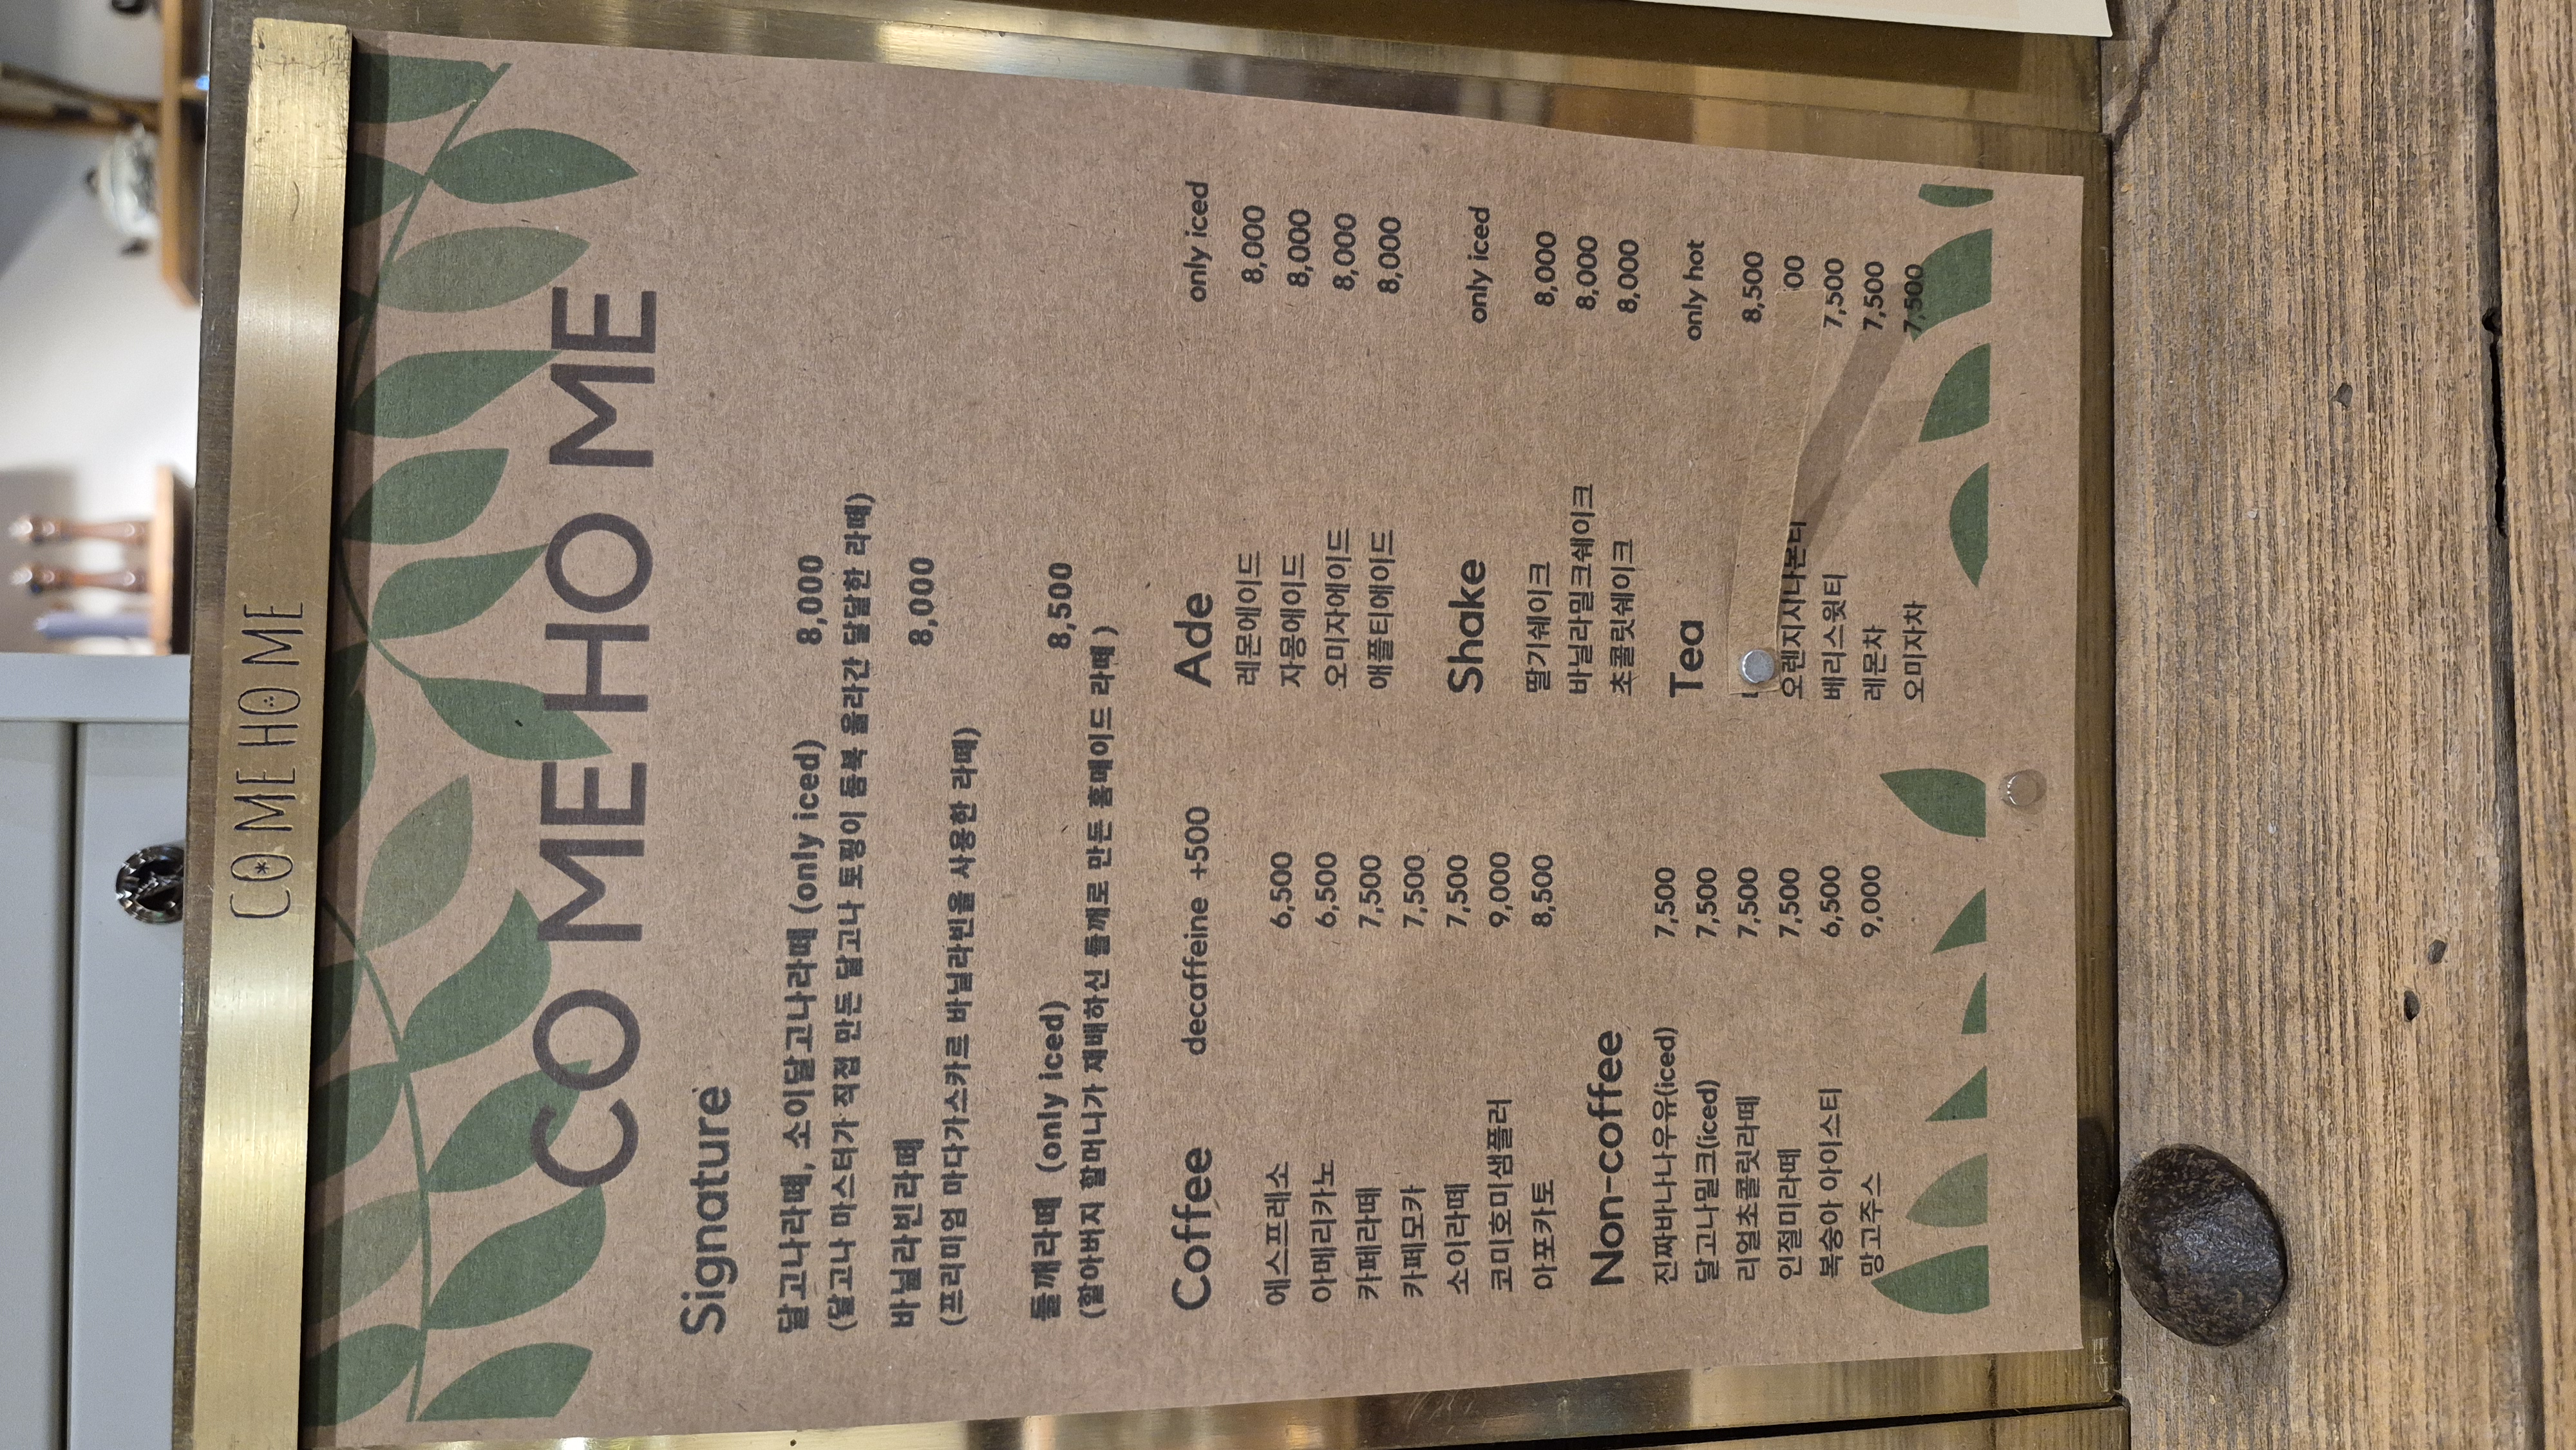 CO ME HO ME
CO ME HO ME
Signature
달고나라떼, 소이달고나라떼 (only iced) 8,000
(달고나 마스터가 직접 만든 달고나 토핑이 듬뿍 올라간 달달한 라떼)
바닐라빈라떼 8,000
(프리미엄 마다가스카르 바닐라빈을 사용한 라떼)
들깨라떼 (only iced) 8,500
(할아버지 할머니가 재배하신 들깨로 만든 홈메이드 라떼)
Coffee decaffeine +500
에스프레소 6,500
아메리카노 6,500
카페라떼 7,500
카페모카 7,500
소이라떼 7,500
코미호미샘플러 9,000
아포카토 8,500
Non-coffee
진짜바나나우유(iced) 7,500
달고나밀크(iced) 7,500
리얼초콜릿라떼 7,500
인절미라떼 7,500
복숭아 아이스티 6,500
망고주스 9,000
Ade only iced
레몬에이드 8,000
자몽에이드 8,000
오미자에이드 8,000
애플티에이드 8,000
Shake only iced
딸기쉐이크 8,000
바닐라밀크쉐이크 8,000
초콜릿쉐이크 8,000
Tea only hot
8,500
오렌지시나몬티 00
베리스윗티 7,500
레몬차 7,500
오미자차 7,500